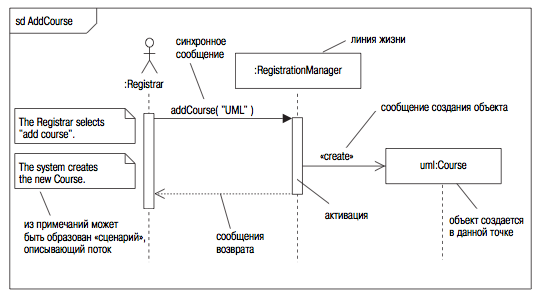 sd AddCourse
синхронное
сообщение
линия жизни
:Registrar
:RegistrationManager
The Registrar selects
"add course".
addCourse( "UML" )
сообщение создания объекта
The system creates
the new Course.
«create»
uml:Course
из примечаний может
быть образован «сценарий»,
описывающий поток
сообщения
возврата
активация
объект создается
в данной точке